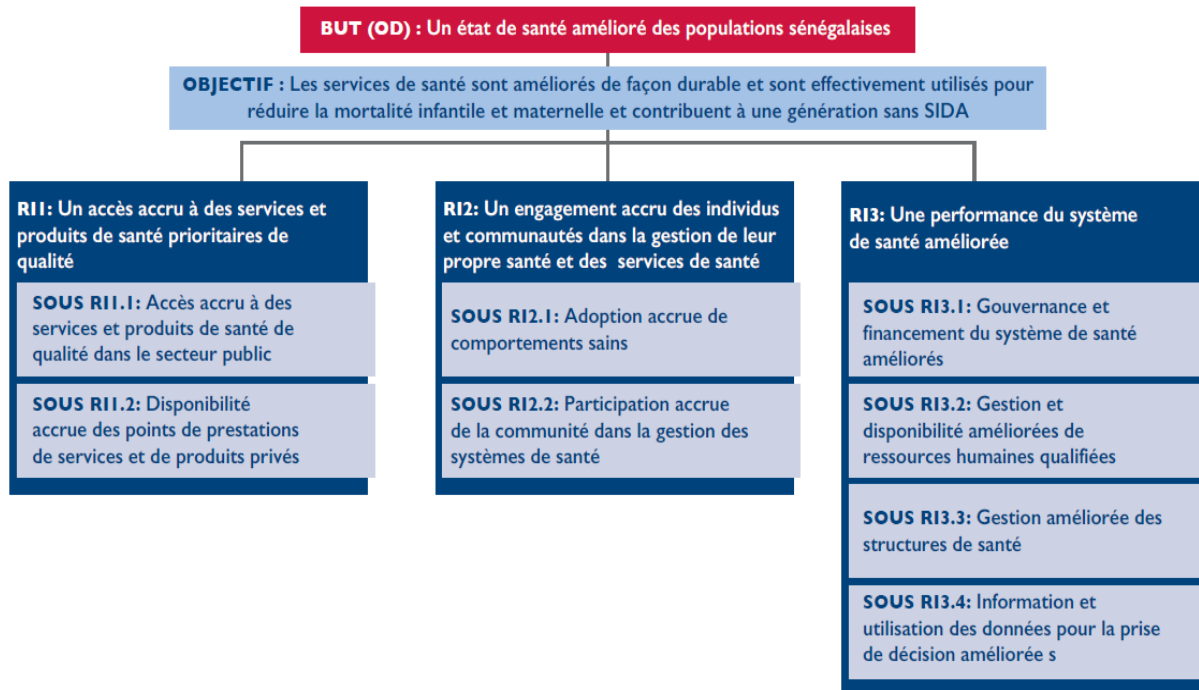 BUT (OD) : Un état de santé amélioré des populations sénégalaises
OBJECTIF : Les services de santé sont améliorés de façon durable et sont effectivement utilisés pour
réduire la mortalité infantile et maternelle et contribuent à une génération sans SIDA
RI1: Un accès accru à des services et
produits de santé prioritaires de
qualité
SOUS RI1.1: Accès accru à des
services et produits de santé de
qualité dans le secteur public
SOUS RI1.2: Disponibilité
accrue des points de prestations
de services et de produits privés
RI2: Un engagement accru des individus
et communautés dans la gestion de leur
propre santé et des services de santé
SOUS RI2.1: Adoption accrue de
comportements sains
SOUS RI2.2: Participation accrue
de la communité dans la gestion des
systèmes de santé
RI3: Une performance du système
de santé améliorée
SOUS RI3.1: Gouvernance et
financement du système de santé
améliorés
SOUS RI3.2: Gestion et
disponibilité améliorées de
ressources humaines qualifiées
SOUS RI3.3: Gestion améliorée des
structures de santé
SOUS RI3.4: Information et
utilisation des données pour la prise
de décision améliorée s